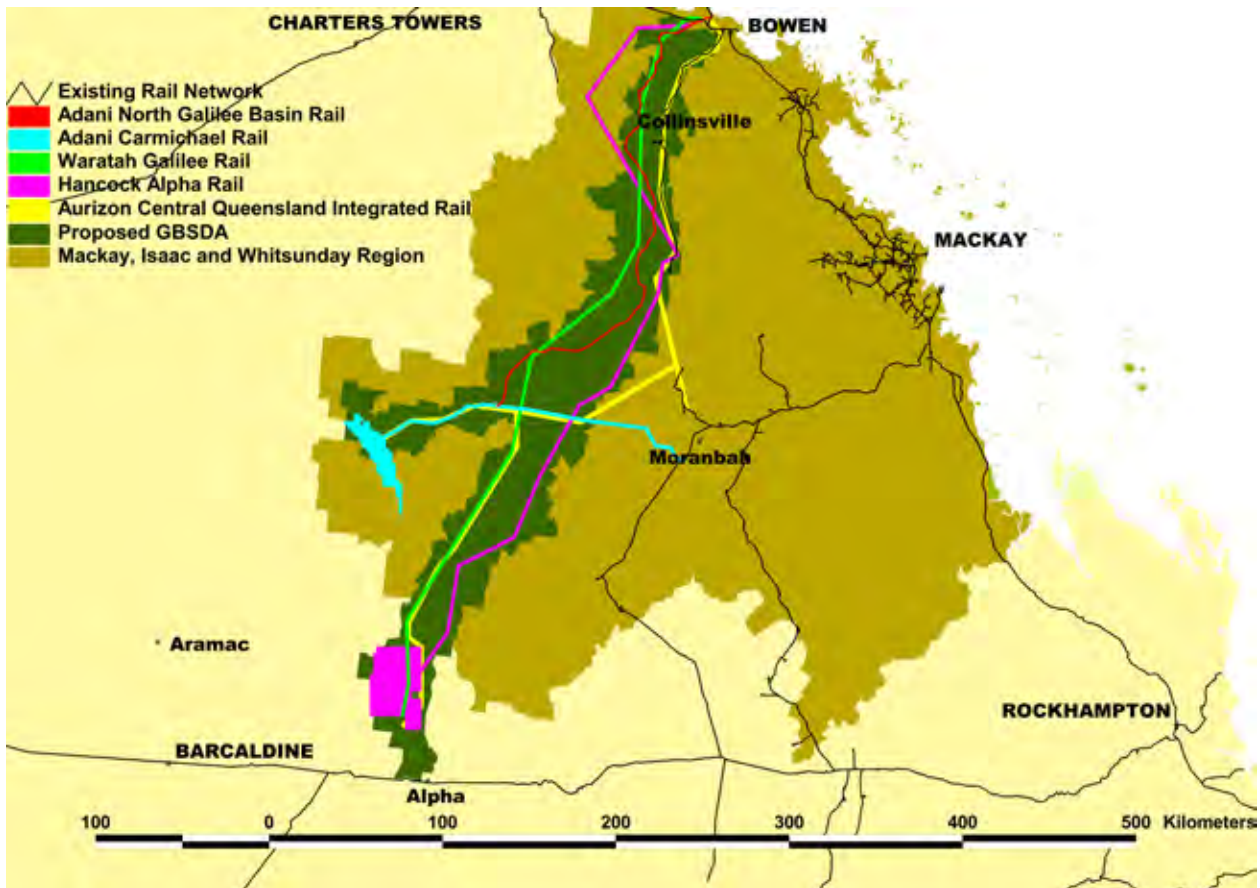 CHARTERS TOWERS
BOWEN
Existing Rail Network
Adani North Galilee Basin Rail
Adani Carmichael Rail
Waratah Galilee Rail
Hancock Alpha Rail
Aurizon Central Queensland Integrated Rail
Proposed GBSDA
Mackay, Isaac and Whitsunday Region
Collinsville
MACKAY
Moranbah
Aramac
ROCKHAMPTON
BARCALDINE
Alpha
100 0 100 200 300 400 500 Kilometers